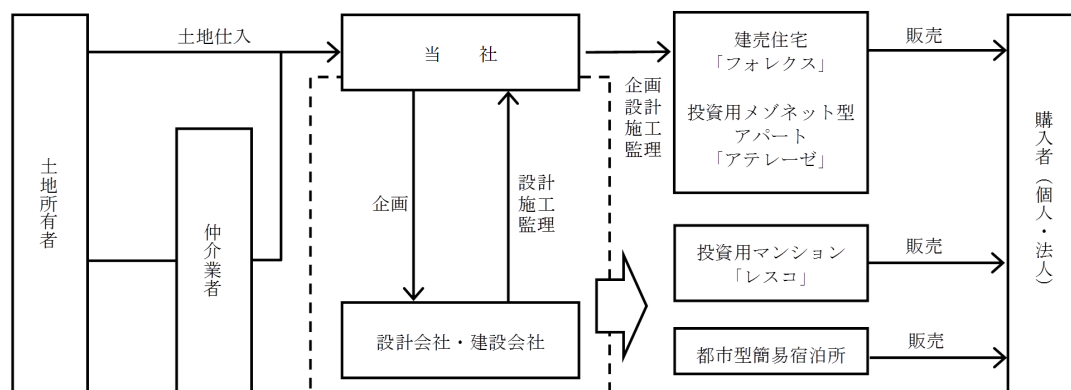 土地所有者
土地仕入
仲介業者
当　　社
企画
設計
施工
監理
設計会社・建設会社
企画
設計
施工
監理
建売住宅
「フォレクス」
投資用メゾネット型
アパート
「アテレーゼ」
投資用マンション
「レスコ」
都市型簡易宿泊所
販売
販売
販売
購入者（個人・法人）